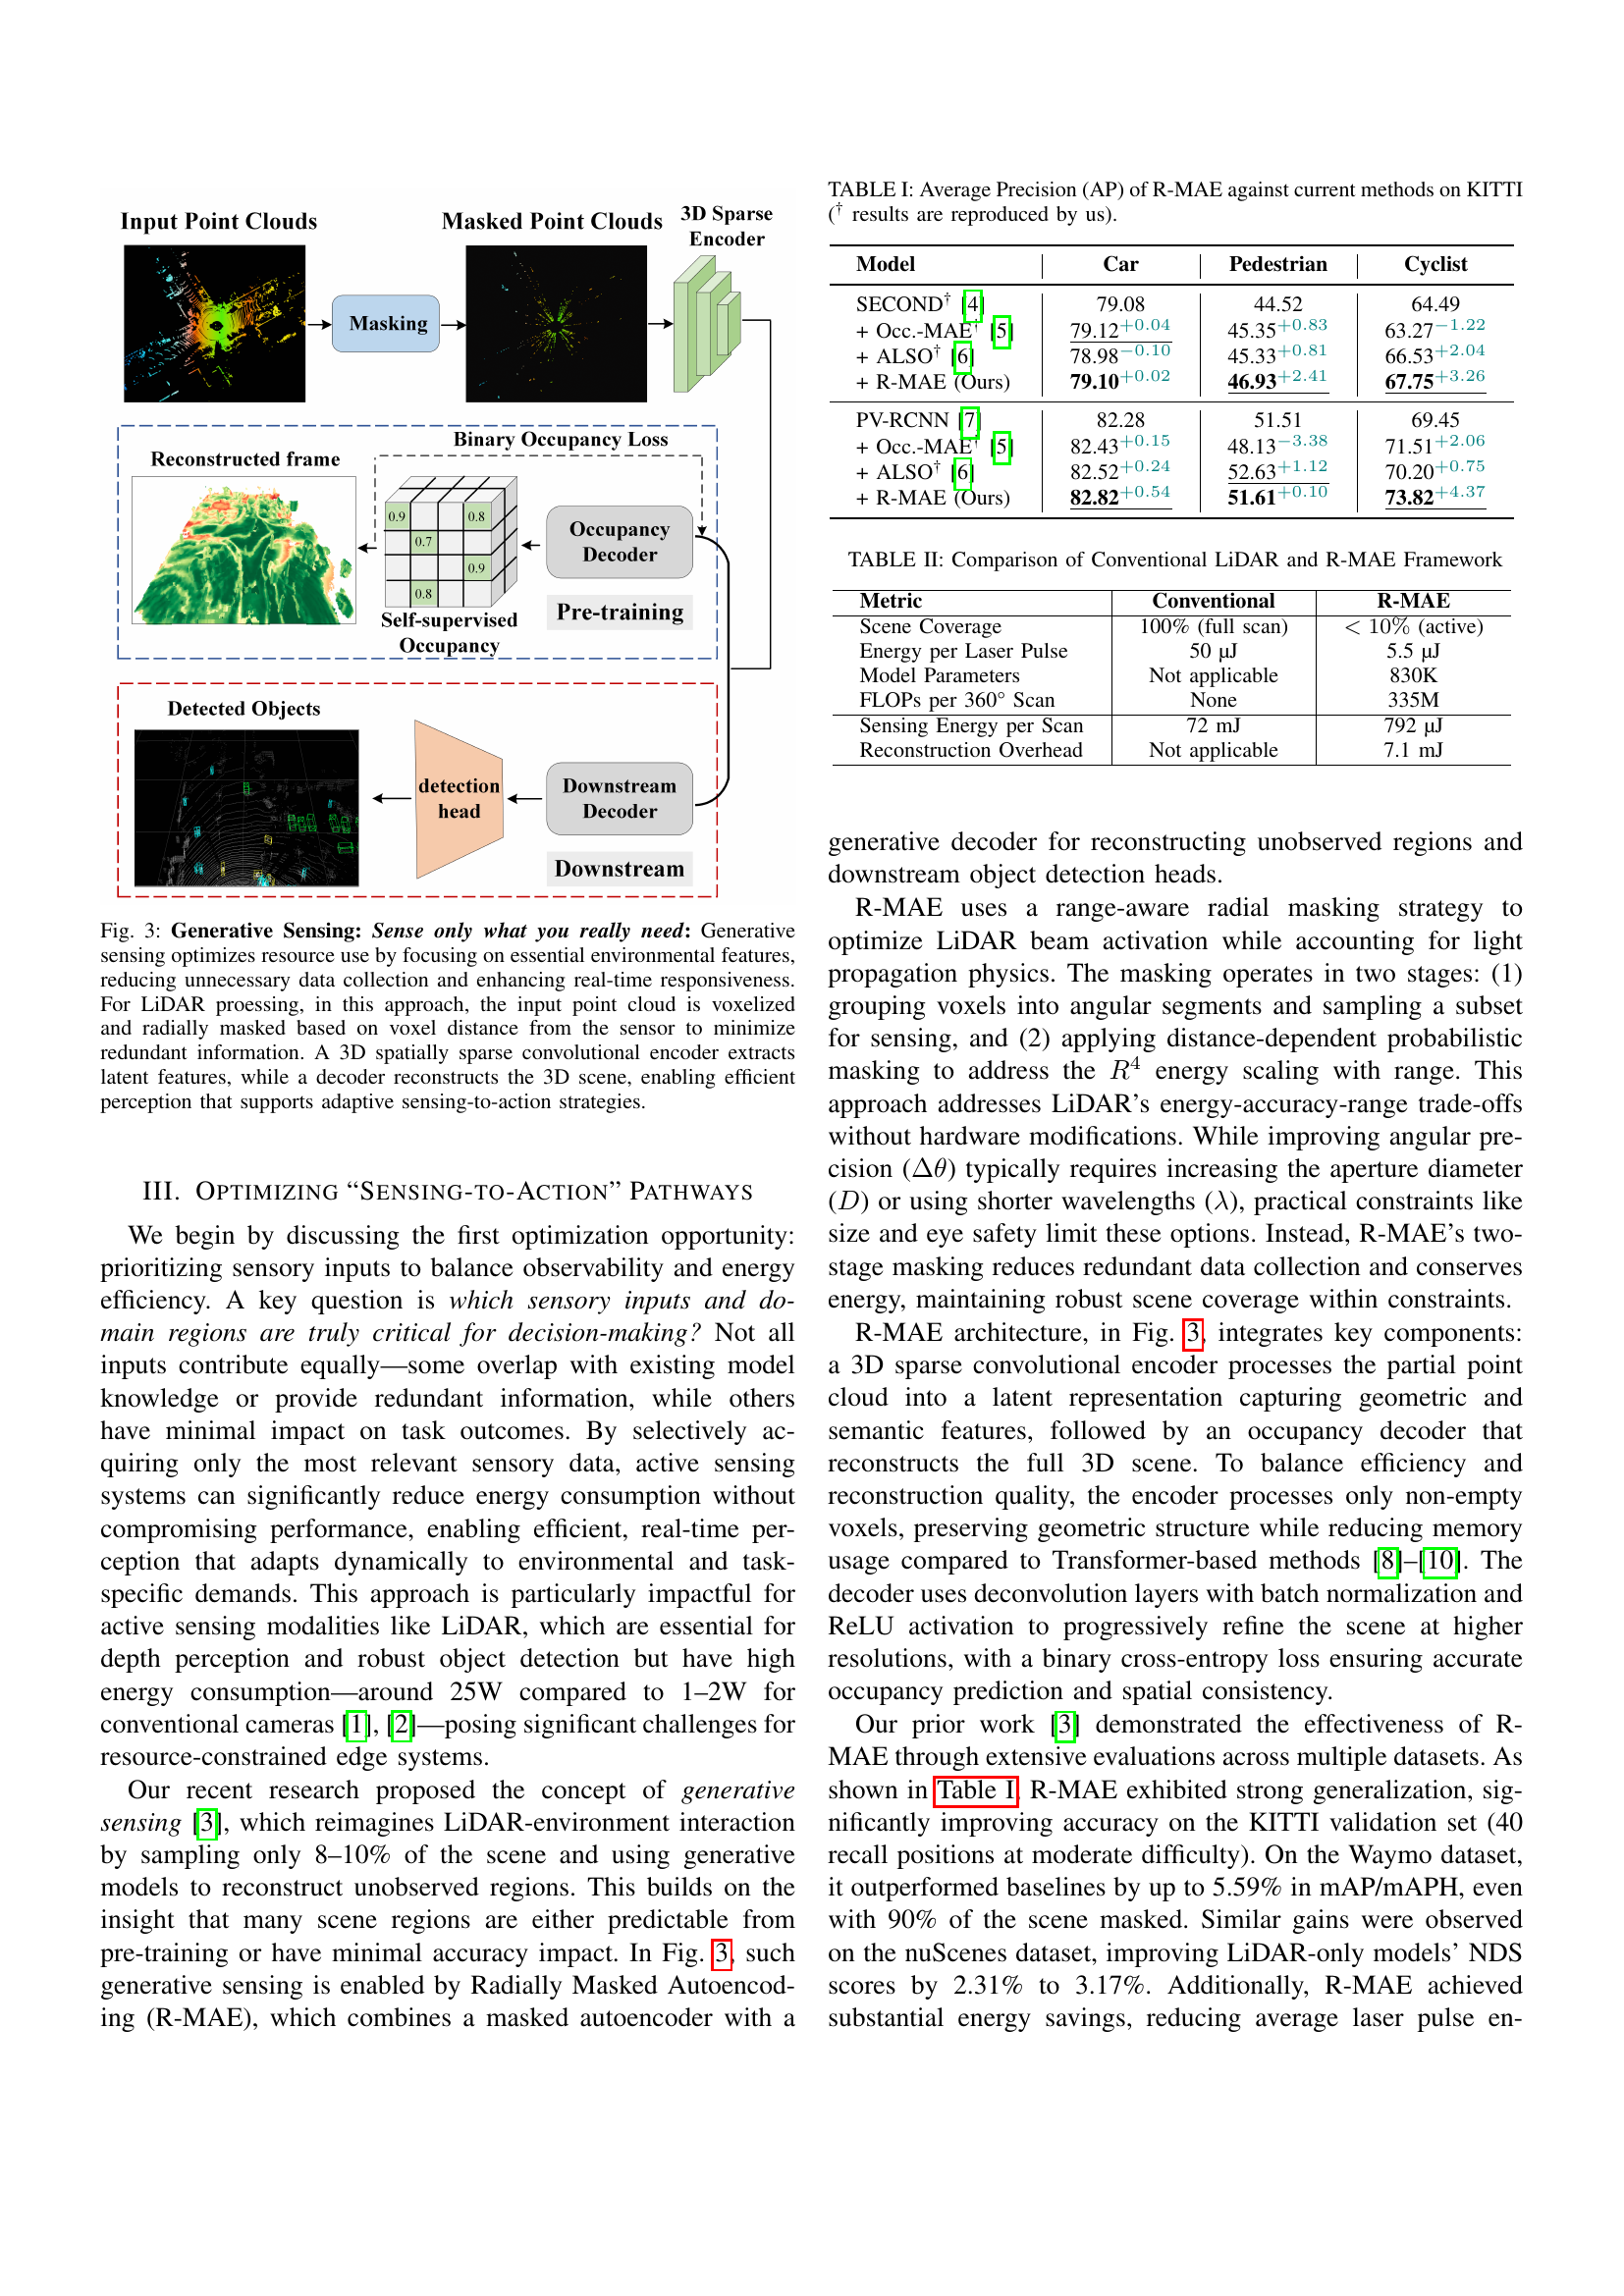 Input Point Clouds
Masked Point Clouds
3D Sparse
Encoder
Masking
Binary Occupancy Loss
Reconstructed frame
0.9
0.8
0.7
0.9
0.8
Occupancy
Decoder
Self-supervised
Occupancy
Pre-training
Detected Objects
detection
head
Downstream
Decoder
Downstream
Fig. 3: Generative Sensing: Sense only what you really need: Generative
sensing optimizes resource use by focusing on essential environmental features,
reducing unnecessary data collection and enhancing real-time responsiveness.
For LiDAR proessing, in this approach, the input point cloud is voxelized
and radially masked based on voxel distance from the sensor to minimize
redundant information. A 3D spatially sparse convolutional encoder extracts
latent features, while a decoder reconstructs the 3D scene, enabling efficient
perception that supports adaptive sensing-to-action strategies.
III. OPTIMIZING “SENSING-TO-ACTION” PATHWAYS
We begin by discussing the first optimization opportunity:
prioritizing sensory inputs to balance observability and energy
efficiency. A key question is which sensory inputs and do-
main regions are truly critical for decision-making? Not all
inputs contribute equally—some overlap with existing model
knowledge or provide redundant information, while others
have minimal impact on task outcomes. By selectively ac-
quiring only the most relevant sensory data, active sensing
systems can significantly reduce energy consumption without
compromising performance, enabling efficient, real-time per-
ception that adapts dynamically to environmental and task-
specific demands. This approach is particularly impactful for
active sensing modalities like LiDAR, which are essential for
depth perception and robust object detection but have high
energy consumption—around 25W compared to 1–2W for
conventional cameras [1], [2]—posing significant challenges for
resource-constrained edge systems.
Our recent research proposed the concept of generative
sensing [3], which reimagines LiDAR-environment interaction
by sampling only 8–10% of the scene and using generative
models to reconstruct unobserved regions. This builds on the
insight that many scene regions are either predictable from
pre-training or have minimal accuracy impact. In Fig. 3, such
generative sensing is enabled by Radially Masked Autoencod-
ing (R-MAE), which combines a masked autoencoder with a
TABLE I: Average Precision (AP) of R-MAE against current methods on KITTI
(† results are reproduced by us).
Model Car Pedestrian Cyclist
SECOND† [4] 79.08 44.52 64.49
+ Occ.-MAE† [5] 79.12+0.04 45.35+0.83 63.27−1.22
+ ALSO† [6] 78.98−0.10 45.33+0.81 66.53+2.04
+ R-MAE (Ours) 79.10+0.02 46.93+2.41 67.75+3.26
PV-RCNN [7] 82.28 51.51 69.45
+ Occ.-MAE† [5] 82.43+0.15 48.13−3.38 71.51+2.06
+ ALSO† [6] 82.52+0.24 52.63+1.12 70.20+0.75
+ R-MAE (Ours) 82.82+0.54 51.61+0.10 73.82+4.37
TABLE II: Comparison of Conventional LiDAR and R-MAE Framework
Metric Conventional R-MAE
Scene Coverage 100% (full scan) < 10% (active)
Energy per Laser Pulse 50 µJ 5.5 µJ
Model Parameters Not applicable 830K
FLOPs per 360° Scan None 335M
Sensing Energy per Scan 72 mJ 792 µJ
Reconstruction Overhead Not applicable 7.1 mJ
generative decoder for reconstructing unobserved regions and
downstream object detection heads.
R-MAE uses a range-aware radial masking strategy to
optimize LiDAR beam activation while accounting for light
propagation physics. The masking operates in two stages: (1)
grouping voxels into angular segments and sampling a subset
for sensing, and (2) applying distance-dependent probabilistic
masking to address the R⁴ energy scaling with range. This
approach addresses LiDAR’s energy-accuracy-range trade-offs
without hardware modifications. While improving angular pre-
cision (Δθ) typically requires increasing the aperture diameter
(D) or using shorter wavelengths (λ), practical constraints like
size and eye safety limit these options. Instead, R-MAE’s two-
stage masking reduces redundant data collection and conserves
energy, maintaining robust scene coverage within constraints.
R-MAE architecture, in Fig. 3, integrates key components:
a 3D sparse convolutional encoder processes the partial point
cloud into a latent representation capturing geometric and
semantic features, followed by an occupancy decoder that
reconstructs the full 3D scene. To balance efficiency and
reconstruction quality, the encoder processes only non-empty
voxels, preserving geometric structure while reducing memory
usage compared to Transformer-based methods [8]–[10]. The
decoder uses deconvolution layers with batch normalization and
ReLU activation to progressively refine the scene at higher
resolutions, with a binary cross-entropy loss ensuring accurate
occupancy prediction and spatial consistency.
Our prior work [3] demonstrated the effectiveness of R-
MAE through extensive evaluations across multiple datasets. As
shown in Table I, R-MAE exhibited strong generalization, sig-
nificantly improving accuracy on the KITTI validation set (40
recall positions at moderate difficulty). On the Waymo dataset,
it outperformed baselines by up to 5.59% in mAP/mAPH, even
with 90% of the scene masked. Similar gains were observed
on the nuScenes dataset, improving LiDAR-only models’ NDS
scores by 2.31% to 3.17%. Additionally, R-MAE achieved
substantial energy savings, reducing average laser pulse en-